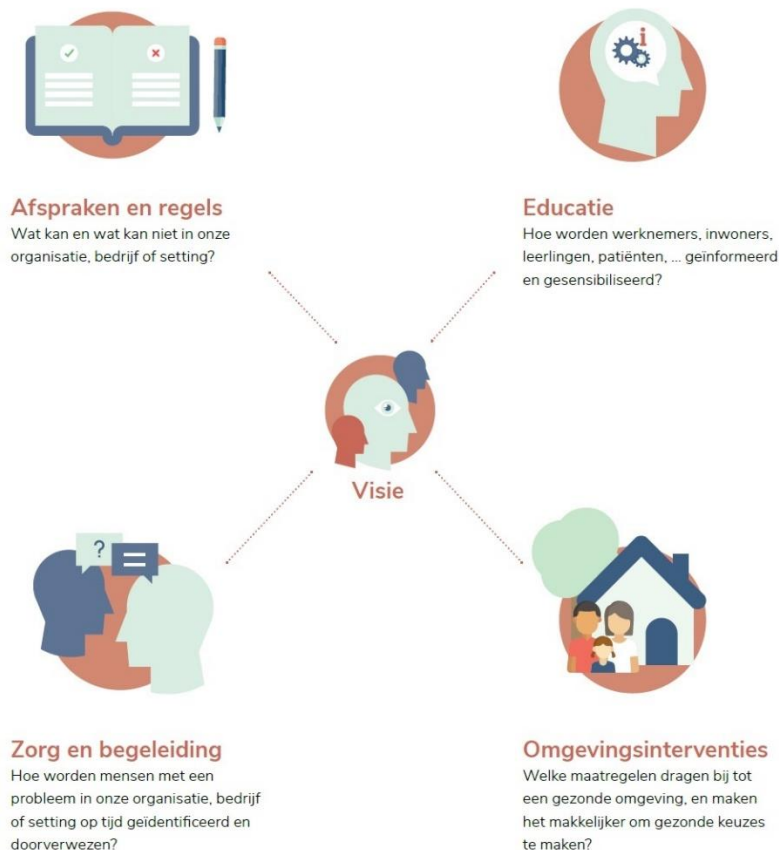 Afspraken en regels
Wat kan en wat kan niet in onze
organisatie, bedrijf of setting?
i
Educatie
Hoe worden werknemers, inwoners,
leerlingen, patiënten, ... geïnformeerd
en gesensibiliseerd?
Visie
?
=
Zorg en begeleiding
Hoe worden mensen met een
probleem in onze organisatie, bedrijf
of setting op tijd geïdentificeerd en
doorverwezen?
Omgevingsinterventies
Welke maatregelen dragen bij tot
een gezonde omgeving, en maken
het makkelijker om gezonde keuzes
te maken?